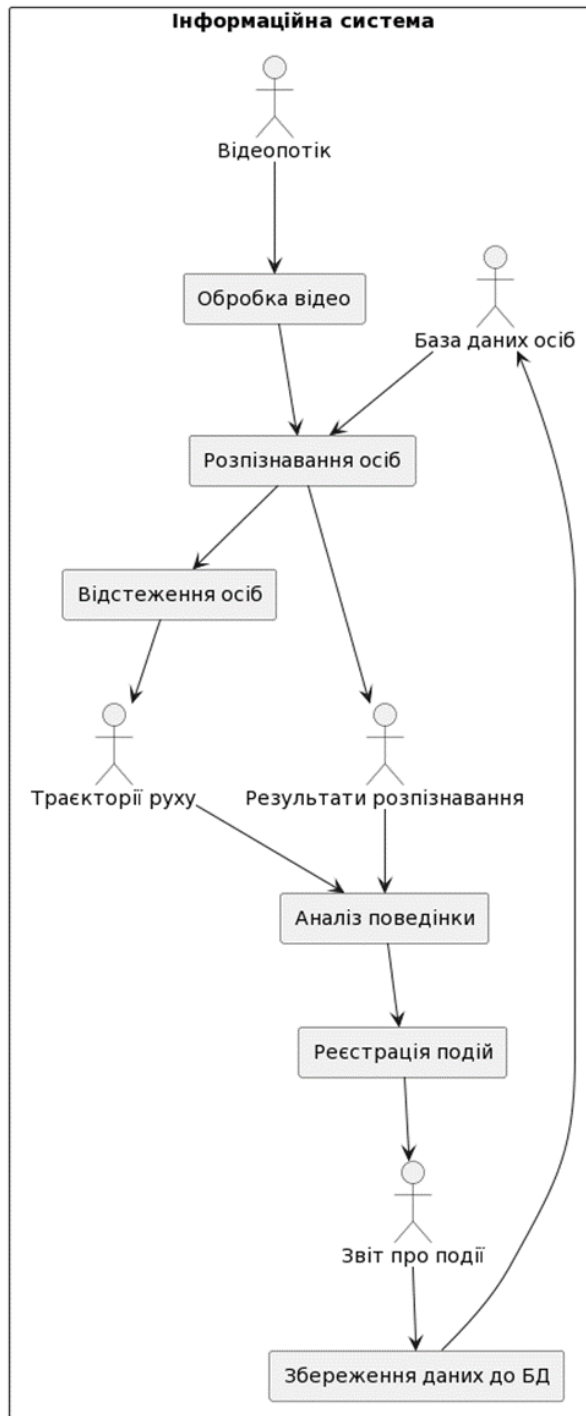 Інформаційна система
Відеопотік
Обробка відео
База даних осіб
Розпізнавання осіб
Відстеження осіб
Траєкторії руху
Результати розпізнавання
Аналіз поведінки
Реєстрація подій
Звіт про події
Збереження даних до БД